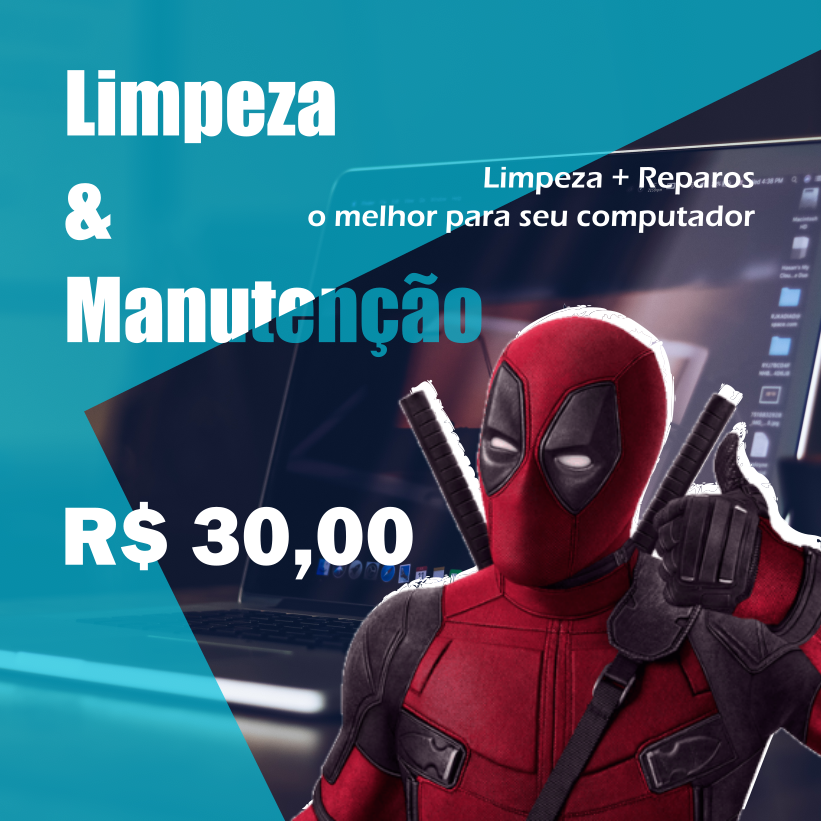 Limpeza
&
Manutenção
Limpeza + Reparos
o melhor para seu computador
R$ 30,00